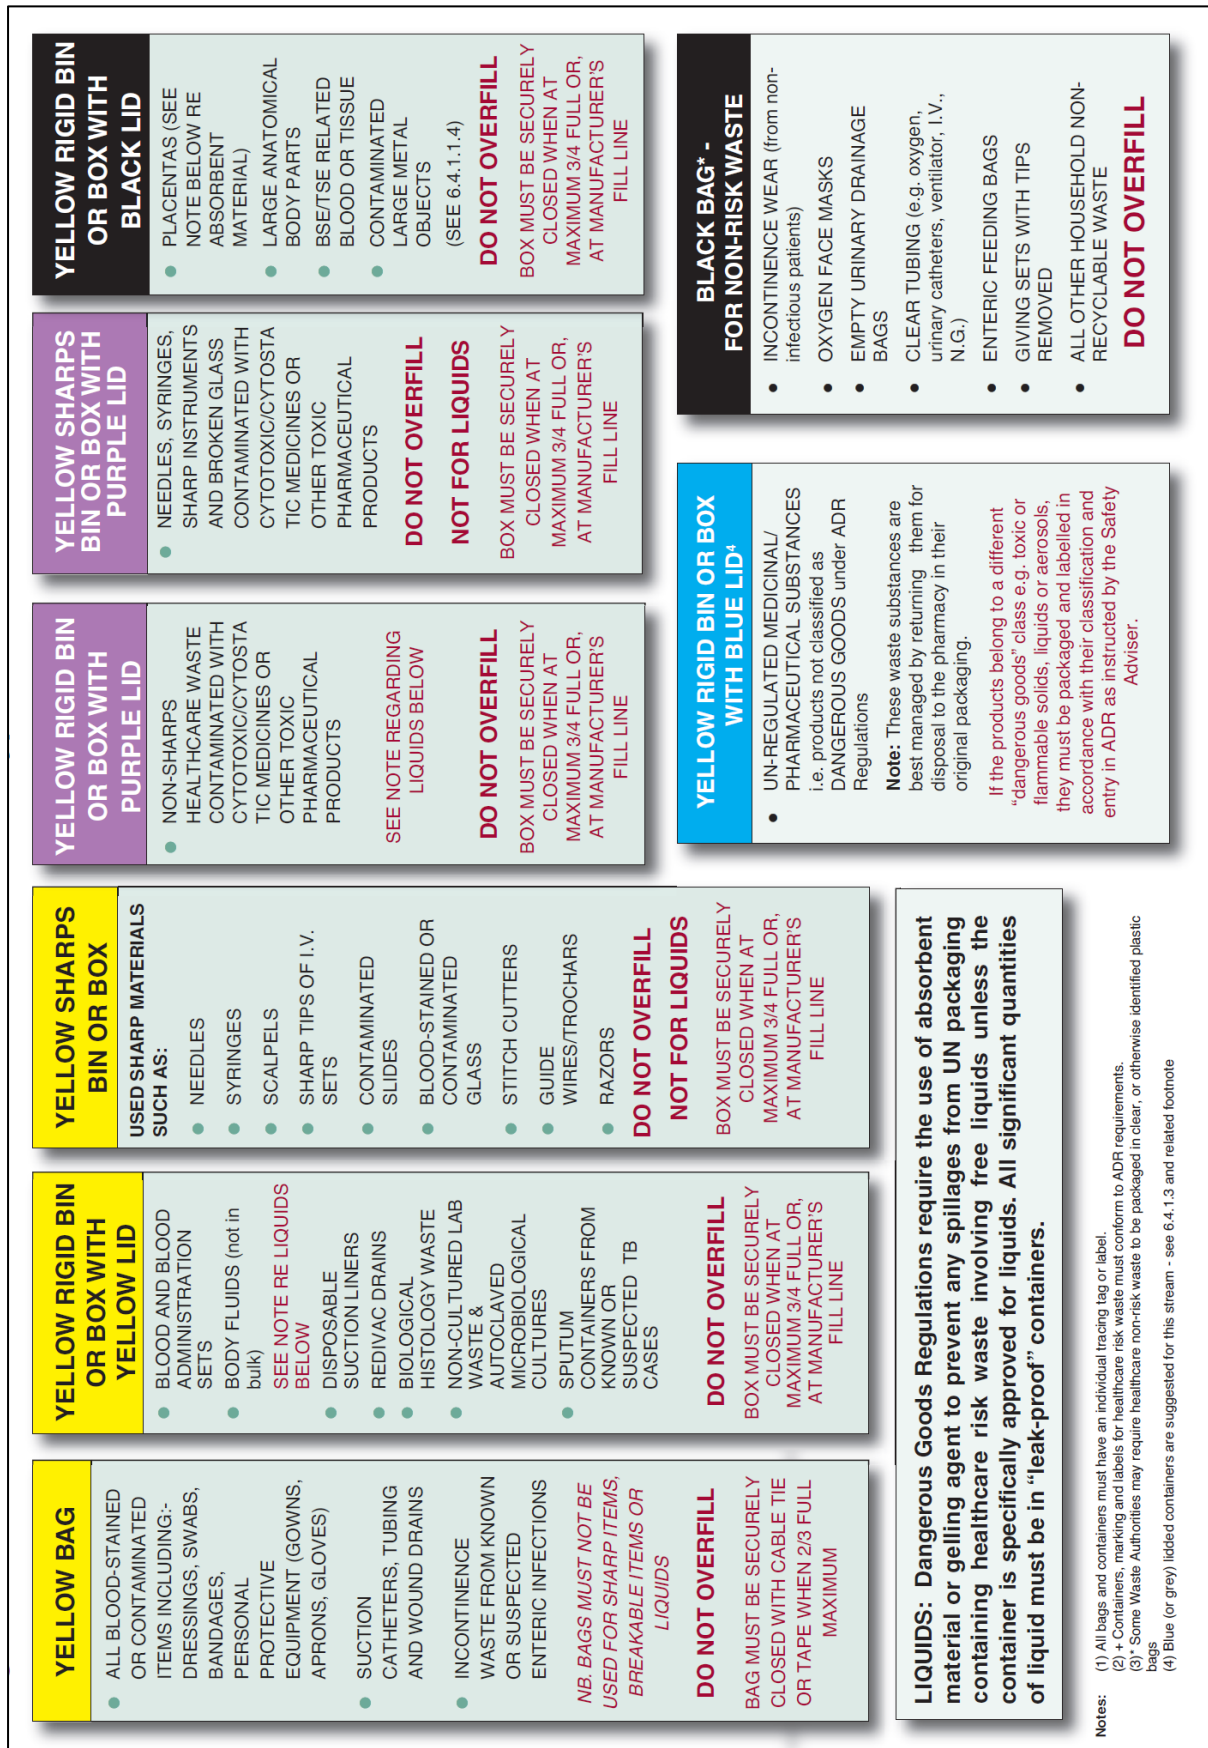 YELLOW BAG
● ALL BLOOD-STAINED
OR CONTAMINATED
ITEMS INCLUDING:-
DRESSINGS, SWABS,
BANDAGES,
PERSONAL
PROTECTIVE
EQUIPMENT (GOWNS,
APRONS, GLOVES)
● SUCTION
CATHETERS, TUBING
AND WOUND DRAINS
● INCONTINENCE
WASTE FROM KNOWN
OR SUSPECTED
ENTERIC INFECTIONS
NB. BAGS MUST NOT BE
USED FOR SHARP ITEMS,
BREAKABLE ITEMS OR
LIQUIDS
DO NOT OVERFILL
BAG MUST BE SECURELY
CLOSED WITH CABLE TIE
OR TAPE WHEN 2/3 FULL
MAXIMUM
YELLOW RIGID BIN
OR BOX WITH
YELLOW LID
● BLOOD AND BLOOD
ADMINISTRATION
SETS
● BODY FLUIDS (not in
bulk)
SEE NOTE RE LIQUIDS
BELOW
● DISPOSABLE
SUCTION LINERS
● REDIVAC DRAINS
● BIOLOGICAL
HISTOLOGY WASTE
● NON-CULTURED LAB
WASTE &
AUTOCLAVED
MICROBIOLOGICAL
CULTURES
● SPUTUM
CONTAINERS FROM
KNOWN OR
SUSPECTED TB
CASES
DO NOT OVERFILL
BOX MUST BE SECURELY
CLOSED WHEN AT
MAXIMUM 3/4 FULL OR,
AT MANUFACTURER'S
FILL LINE
YELLOW SHARPS
BIN OR BOX
USED SHARP MATERIALS
SUCH AS:
● NEEDLES
● SYRINGES
● SCALPELS
● SHARP TIPS OF I.V.
SETS
● CONTAMINATED
SLIDES
● BLOOD-STAINED OR
CONTAMINATED
GLASS
● STITCH CUTTERS
● GUIDE
WIRES/TROCHARS
● RAZORS
DO NOT OVERFILL
NOT FOR LIQUIDS
BOX MUST BE SECURELY
CLOSED WHEN AT
MAXIMUM 3/4 FULL OR,
AT MANUFACTURER'S
FILL LINE
YELLOW RIGID BIN
OR BOX WITH
PURPLE LID
● NON-SHARPS
HEALTHCARE WASTE
CONTAMINATED WITH
CYTOTOXIC/CYTOSTA
TIC MEDICINES OR
OTHER TOXIC
PHARMACEUTICAL
PRODUCTS
SEE NOTE REGARDING
LIQUIDS BELOW
DO NOT OVERFILL
BOX MUST BE SECURELY
CLOSED WHEN AT
MAXIMUM 3/4 FULL OR,
AT MANUFACTURER'S
FILL LINE
YELLOW SHARPS
BIN OR BOX WITH
PURPLE LID
● NEEDLES, SYRINGES,
SHARP INSTRUMENTS
AND BROKEN GLASS
CONTAMINATED WITH
CYTOTOXIC/CYTOSTA
TIC MEDICINES OR
OTHER TOXIC
PHARMACEUTICAL
PRODUCTS
DO NOT OVERFILL
NOT FOR LIQUIDS
BOX MUST BE SECURELY
CLOSED WHEN AT
MAXIMUM 3/4 FULL OR,
AT MANUFACTURER'S
FILL LINE
YELLOW RIGID BIN
OR BOX WITH
BLACK LID
● PLACENTAS (SEE
NOTE BELOW RE
ABSORBENT
MATERIAL)
● LARGE ANATOMICAL
BODY PARTS
● BSE/TSE RELATED
BLOOD OR TISSUE
● CONTAMINATED
LARGE METAL
OBJECTS
(SEE 6.4.1.1.4)
DO NOT OVERFILL
BOX MUST BE SECURELY
CLOSED WHEN AT
MAXIMUM 3/4 FULL OR,
AT MANUFACTURER'S
FILL LINE
LIQUIDS: Dangerous Goods Regulations require the use of absorbent
material or gelling agent to prevent any spillages from UN packaging
containing healthcare risk waste involving free liquids unless the
container is specifically approved for liquids. All significant quantities
of liquid must be in “leak-proof” containers.
YELLOW RIGID BIN OR BOX
WITH BLUE LID⁴
● UN-REGULATED MEDICINAL/
PHARMACEUTICAL SUBSTANCES
i.e. products not classified as
DANGEROUS GOODS under ADR
Regulations
Note: These waste substances are
best managed by returning them for
disposal to the pharmacy in their
original packaging.
If the products belong to a different
“dangerous goods” class e.g. toxic or
flammable solids, liquids or aerosols,
they must be packaged and labelled in
accordance with their classification and
entry in ADR as instructed by the Safety
Adviser.
BLACK BAG* -
FOR NON-RISK WASTE
● INCONTINENCE WEAR (from non-
infectious patients)
● OXYGEN FACE MASKS
● EMPTY URINARY DRAINAGE
BAGS
● CLEAR TUBING (e.g. oxygen,
urinary catheters, ventilator, I.V.,
N.G.)
● ENTERIC FEEDING BAGS
● GIVING SETS WITH TIPS
REMOVED
● ALL OTHER HOUSEHOLD NON-
RECYCLABLE WASTE
DO NOT OVERFILL
Notes: (1) All bags and containers must have an individual tracing tag or label.
(2) + Containers, marking and labels for healthcare risk waste must conform to ADR requirements.
(3)* Some Waste Authorities may require healthcare non-risk waste to be packaged in clear, or otherwise identified plastic
bags
(4) Blue (or grey) lidded containers are suggested for this stream - see 6.4.1.3 and related footnote